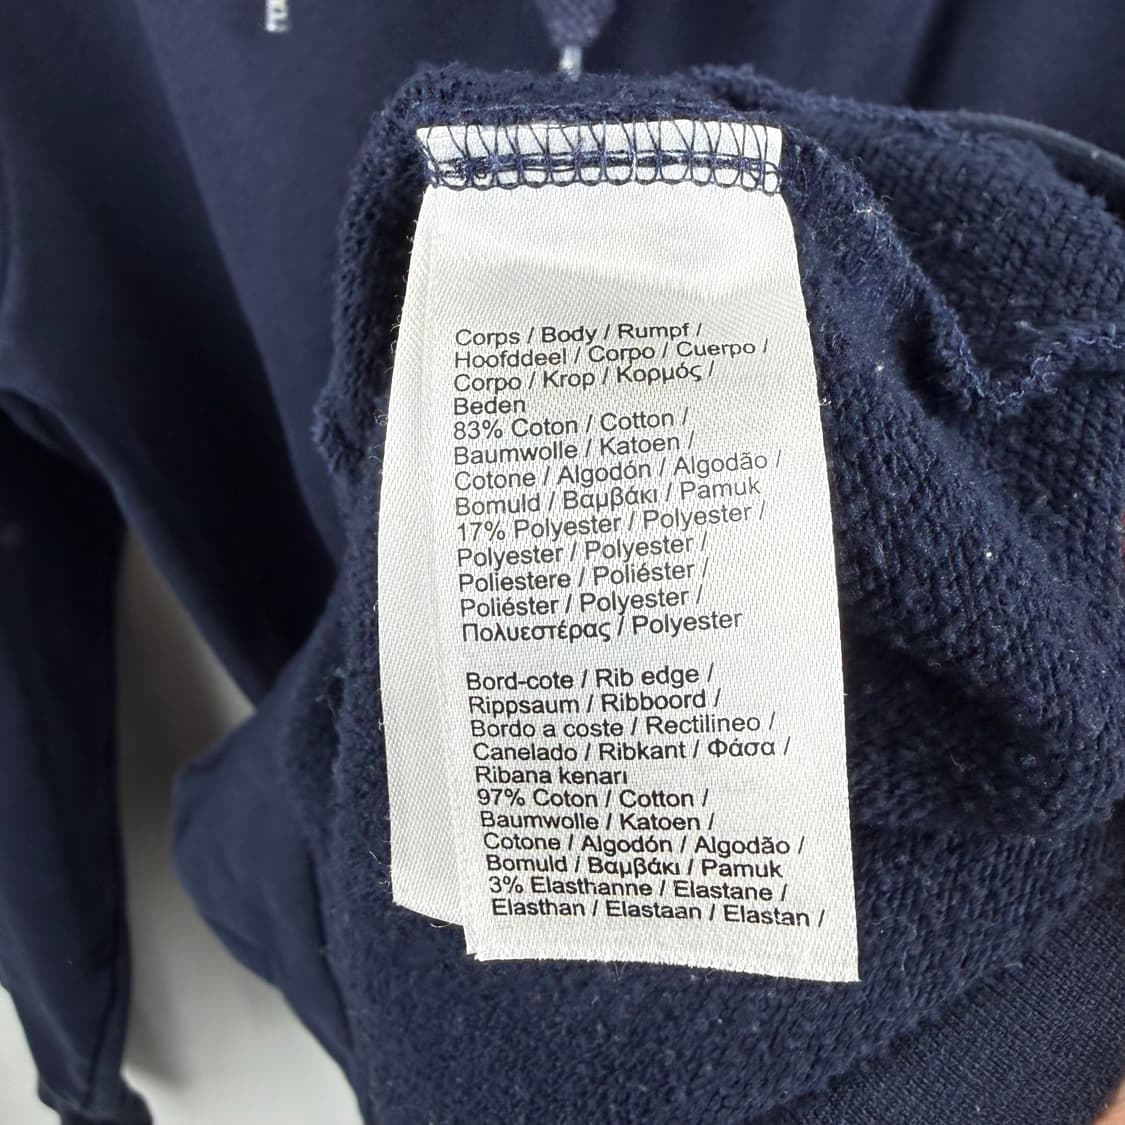 Corps / Body / Rumpf /
Hoofddeel / Corpo / Cuerpo /
Corpo / Krop / Κορμός /
Beden
83% Coton / Cotton /
Baumwolle / Katoen /
Cotone / Algodón / Algodão /
Bomuld / Βαμβάκι / Pamuk
17% Polyester / Polyester /
Polyester / Polyester /
Poliestere / Poliéster /
Poliéster / Polyester /
Πολυεστέρας / Polyester
Bord-cote / Rib edge /
Rippsaum / Ribboord /
Bordo a coste / Rectilineo /
Canelado / Ribkant / Φάσα /
Ribana kenarı
97% Coton / Cotton /
Baumwolle / Katoen /
Cotone / Algodón / Algodão /
Bomuld / Βαμβάκι / Pamuk
3% Elasthanne / Elastane /
Elasthan / Elastaan / Elastan /